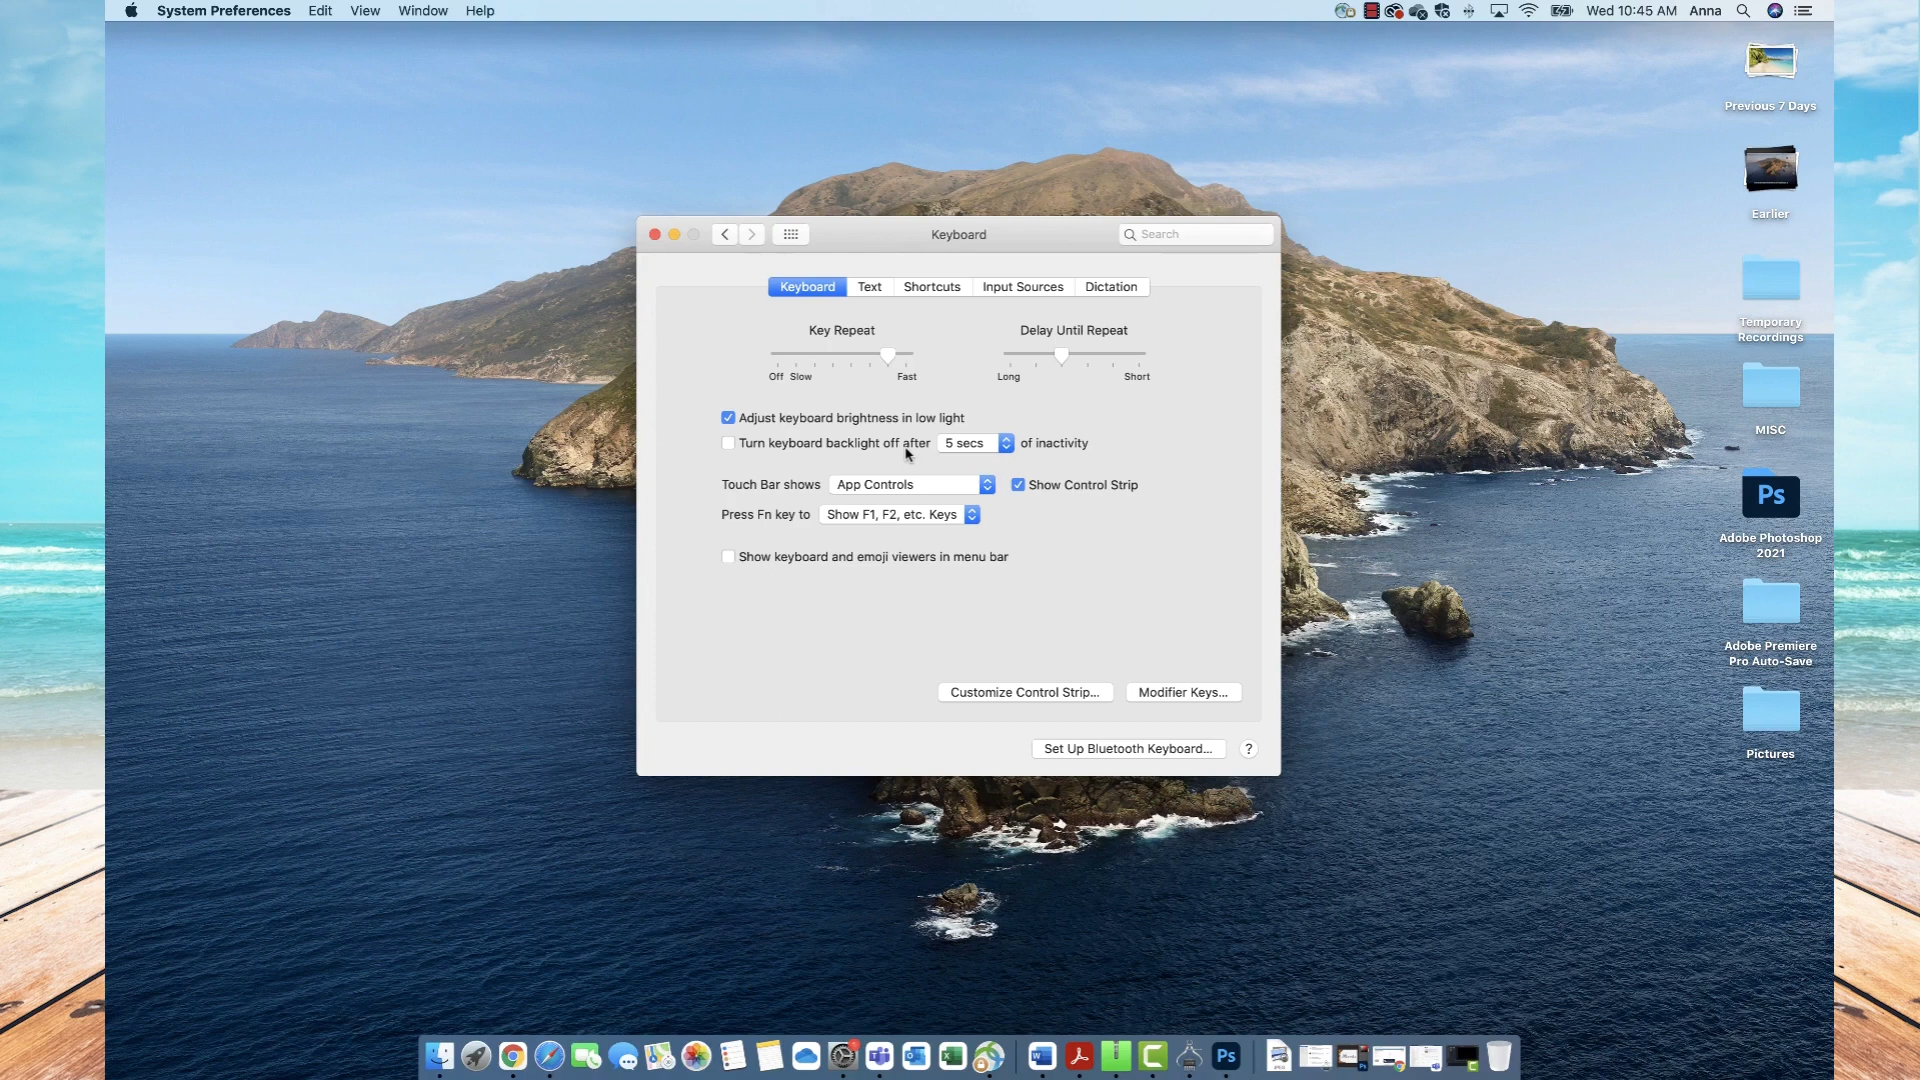 System Preferences Edit View Window Help Wed 10:45 AM Anna
Previous 7 Days
Earlier
Temporary
Recordings
MISC
Ps
Adobe Photoshop
2021
Adobe Premiere
Pro Auto-Save
Pictures
Keyboard
Search
Keyboard Text Shortcuts Input Sources Dictation
Key Repeat Delay Until Repeat
Off Slow Fast Long Short
Adjust keyboard brightness in low light
Turn keyboard backlight off after 5 secs of inactivity
Touch Bar shows App Controls Show Control Strip
Press Fn key to Show F1, F2, etc. Keys
Show keyboard and emoji viewers in menu bar
Customize Control Strip... Modifier Keys...
Set Up Bluetooth Keyboard... ?
Ps